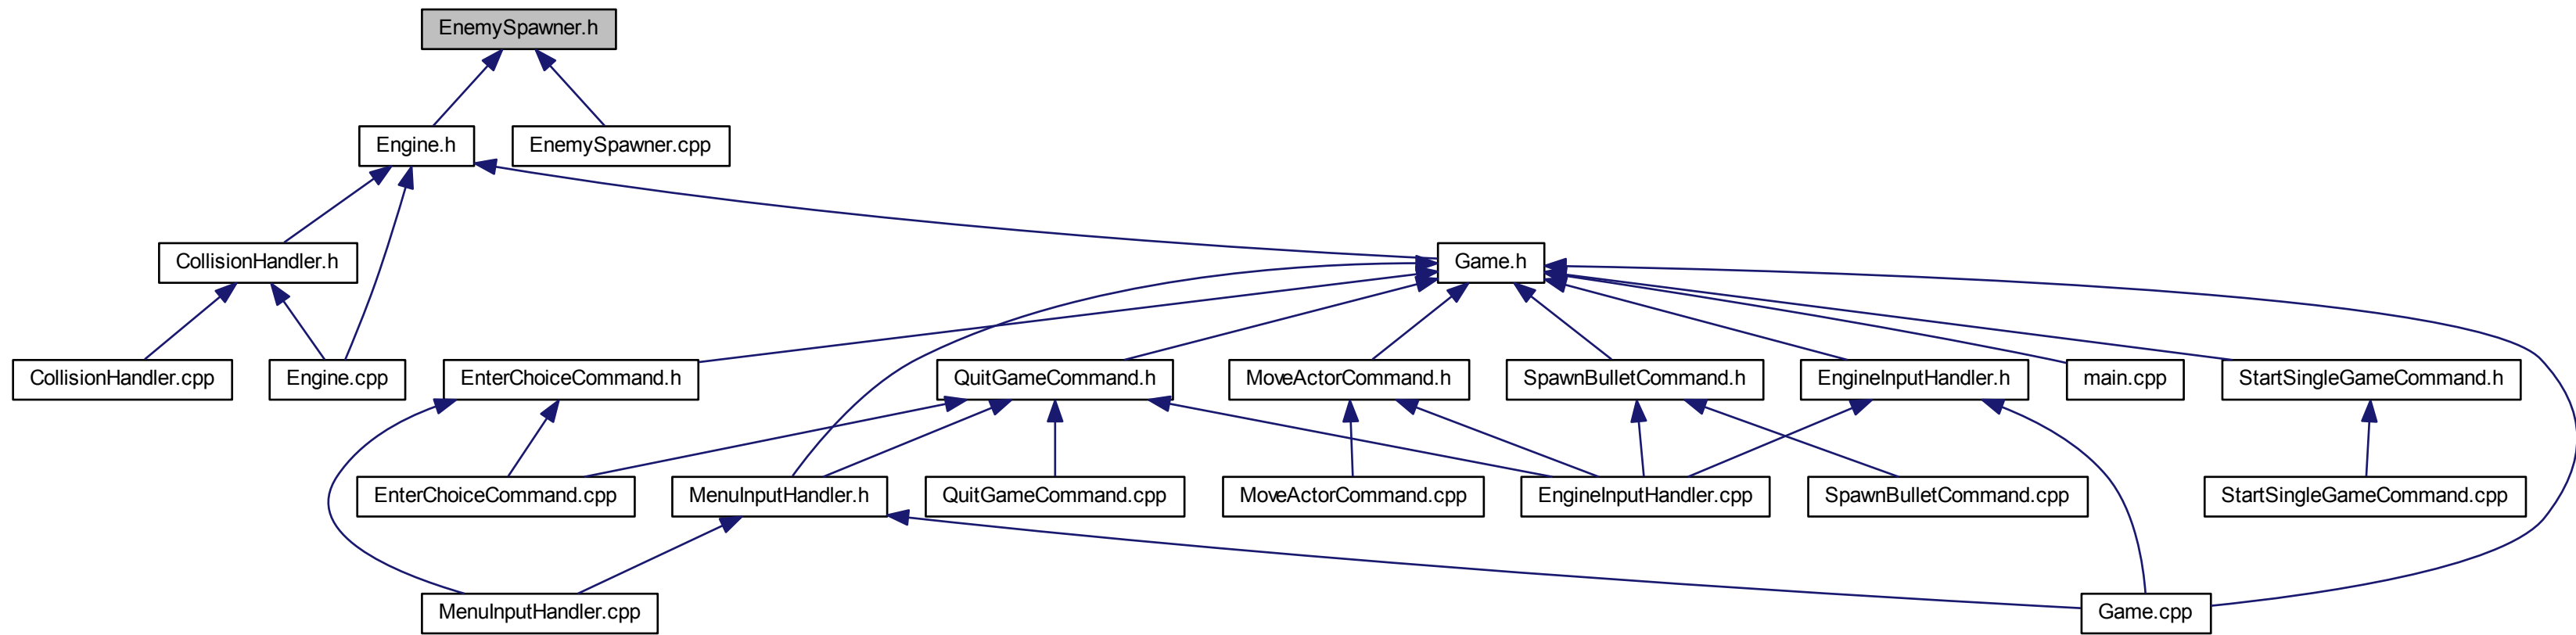 EnemySpawner.h
Engine.h
EnemySpawner.cpp
CollisionHandler.h
Game.h
CollisionHandler.cpp
Engine.cpp
EnterChoiceCommand.h
QuitGameCommand.h
MoveActorCommand.h
SpawnBulletCommand.h
EngineInputHandler.h
main.cpp
StartSingleGameCommand.h
EnterChoiceCommand.cpp
MenuInputHandler.h
QuitGameCommand.cpp
MoveActorCommand.cpp
EngineInputHandler.cpp
SpawnBulletCommand.cpp
StartSingleGameCommand.cpp
MenuInputHandler.cpp
Game.cpp